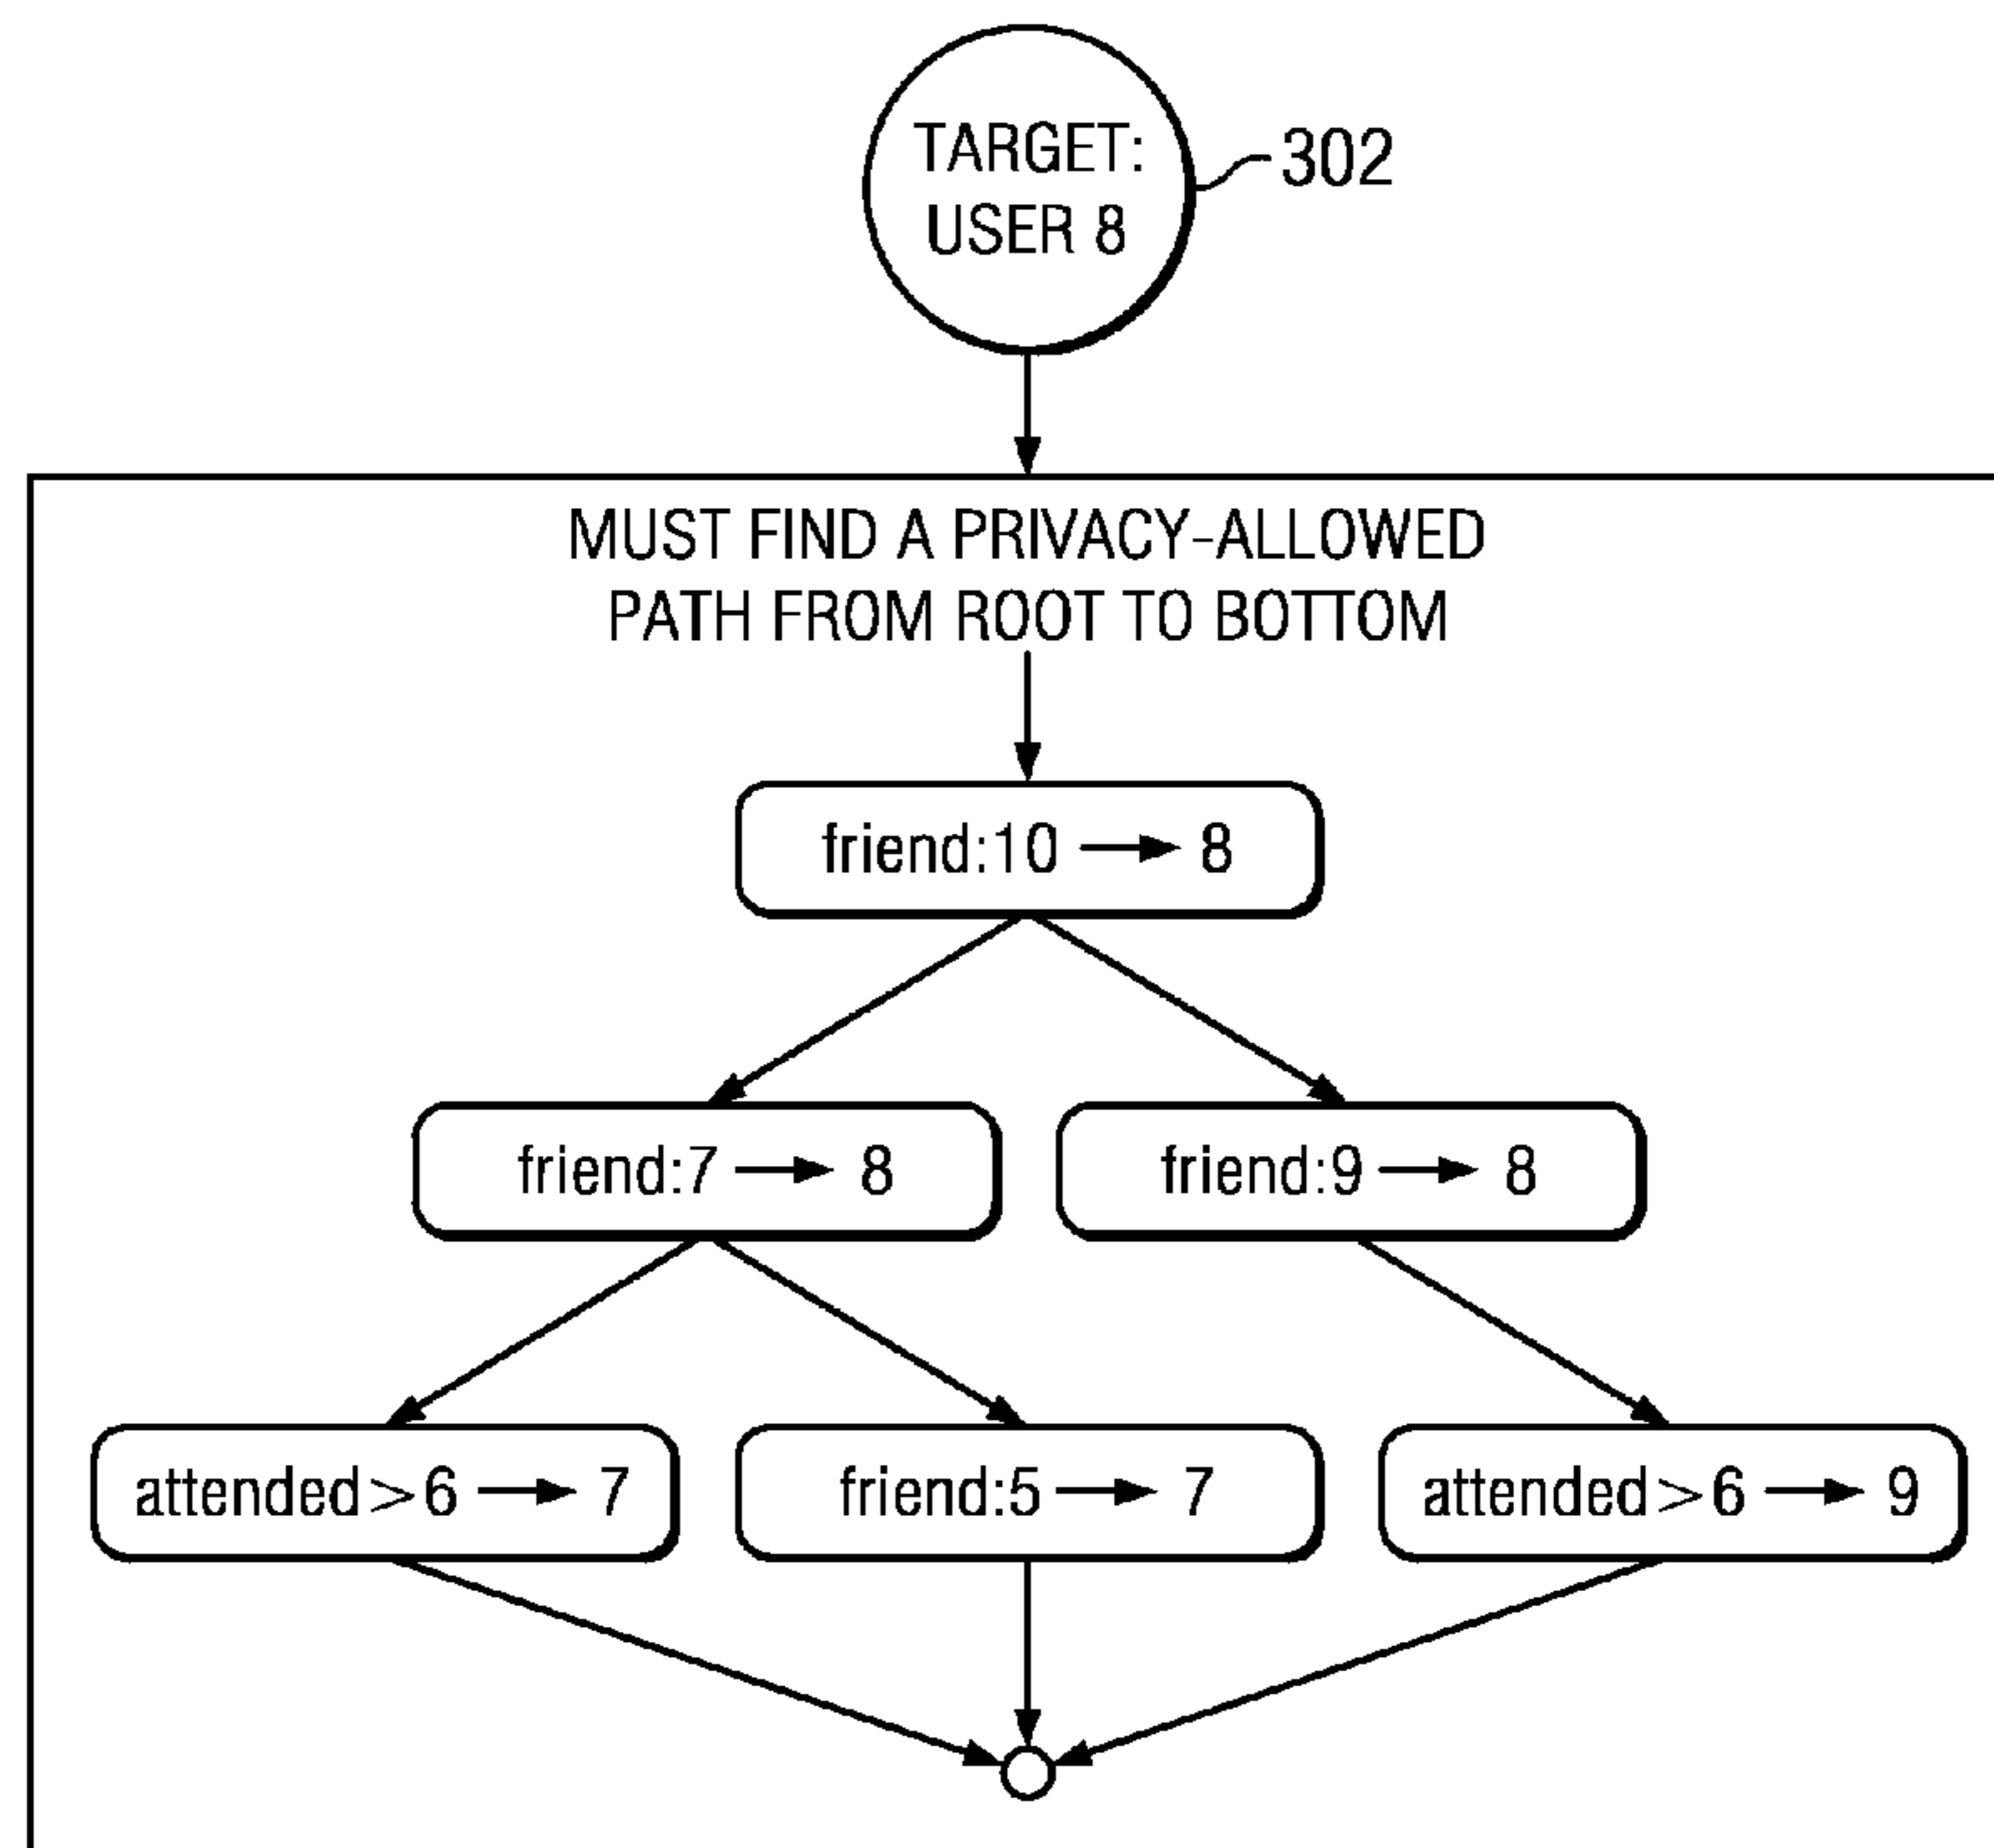 TARGET:
USER 8
302
MUST FIND A PRIVACY-ALLOWED
PATH FROM ROOT TO BOTTOM
friend:10 → 8
friend:7 → 8
friend:9 → 8
attended>6 → 7
friend:5 → 7
attended>6 → 9